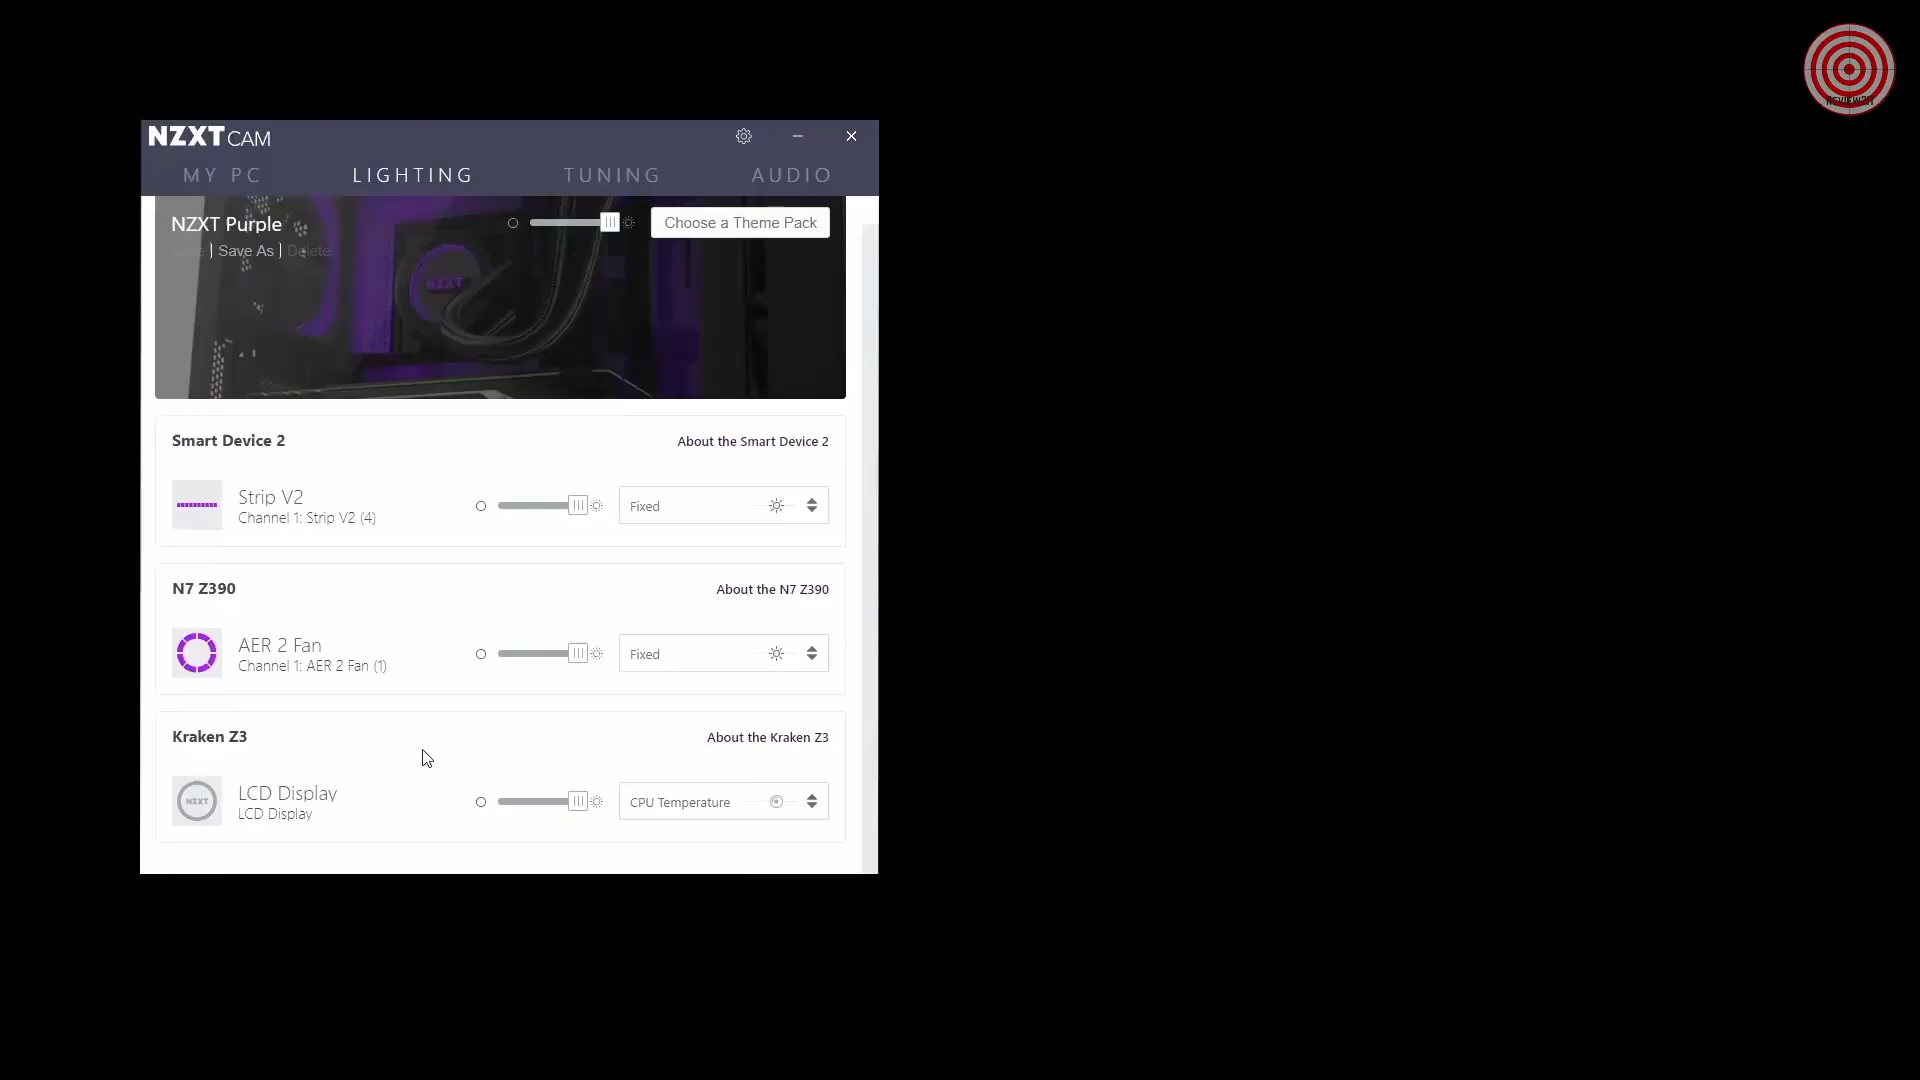 NZXT CAM
MY PC LIGHTING TUNING AUDIO
NZXT Purple
Choose a Theme Pack
| Save As | Delete
NZXT
Smart Device 2
About the Smart Device 2
Strip V2
Channel 1: Strip V2 (4)
Fixed
N7 Z390
About the N7 Z390
AER 2 Fan
Channel 1: AER 2 Fan (1)
Fixed
Kraken Z3
About the Kraken Z3
NZXT
LCD Display
LCD Display
CPU Temperature